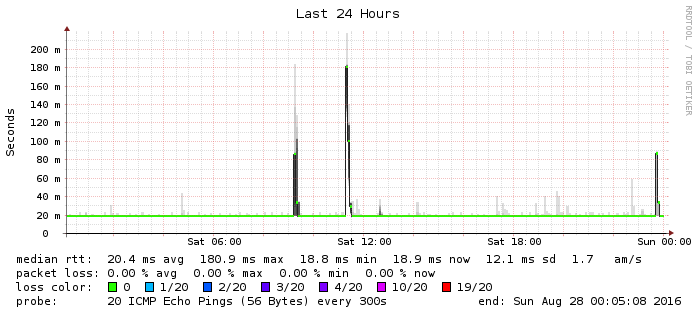 Last 24 Hours
RRDTOOL / TOBI OETIKER
Seconds
200 m
180 m
160 m
140 m
120 m
100 m
80 m
60 m
40 m
20 m
0
Sat 06:00 Sat 12:00 Sat 18:00 Sun 00:00
median rtt: 20.4 ms avg 180.9 ms max 18.8 ms min 18.9 ms now 12.1 ms sd 1.7 am/s
packet loss: 0.00 % avg 0.00 % max 0.00 % min 0.00 % now
loss color: 0 1/20 2/20 3/20 4/20 10/20 19/20
probe: 20 ICMP Echo Pings (56 Bytes) every 300s end: Sun Aug 28 00:05:08 2016